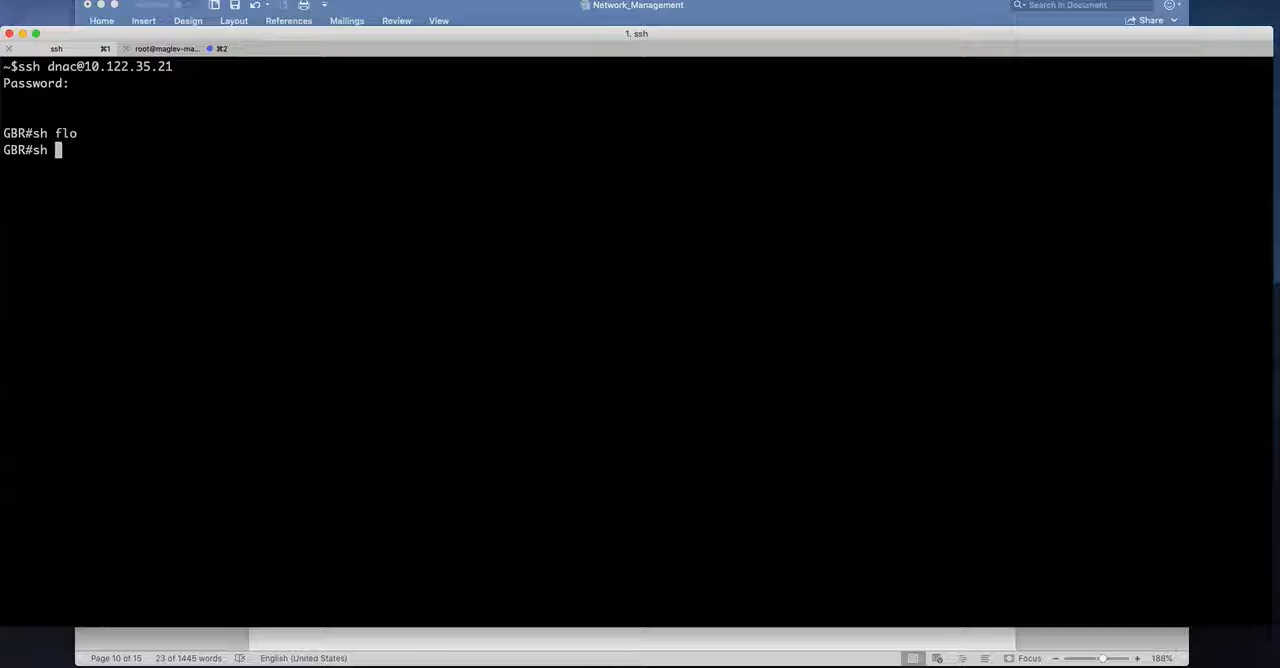 Network_Management
Search in Document
Home Insert Design Layout References Mailings Review View
Share
1. ssh
ssh ⌘1 root@maglev-ma... ⌘2
~$ssh dnac@10.122.35.21
Password:
GBR#sh flo
GBR#sh
Page 10 of 15 23 of 1445 words English (United States) Focus 188%